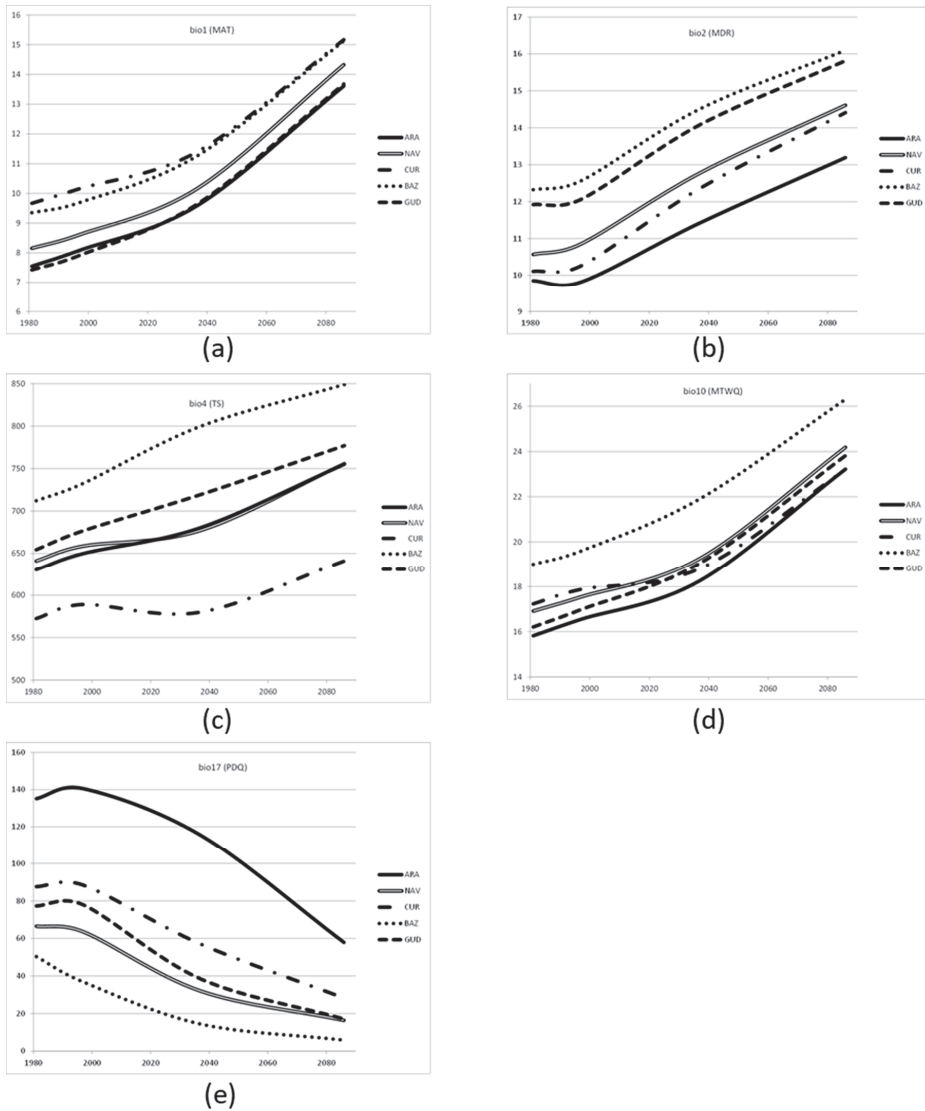 bio1 (MAT)
16
15
14
13
12
11
10
9
8
7
6
1980 2000 2020 2040 2060 2080
ARA
NAV
CUR
BAZ
GUD
(a)
bio2 (MDR)
17
16
15
14
13
12
11
10
9
1980 2000 2020 2040 2060 2080
ARA
NAV
CUR
BAZ
GUD
(b)
bio4 (TS)
850
800
750
700
650
600
550
500
1980 2000 2020 2040 2060 2080
ARA
NAV
CUR
BAZ
GUD
(c)
bio10 (MTWQ)
26
24
22
20
18
16
14
1980 2000 2020 2040 2060 2080
ARA
NAV
CUR
BAZ
GUD
(d)
bio17 (PDQ)
160
140
120
100
80
60
40
20
0
1980 2000 2020 2040 2060 2080
ARA
NAV
CUR
BAZ
GUD
(e)